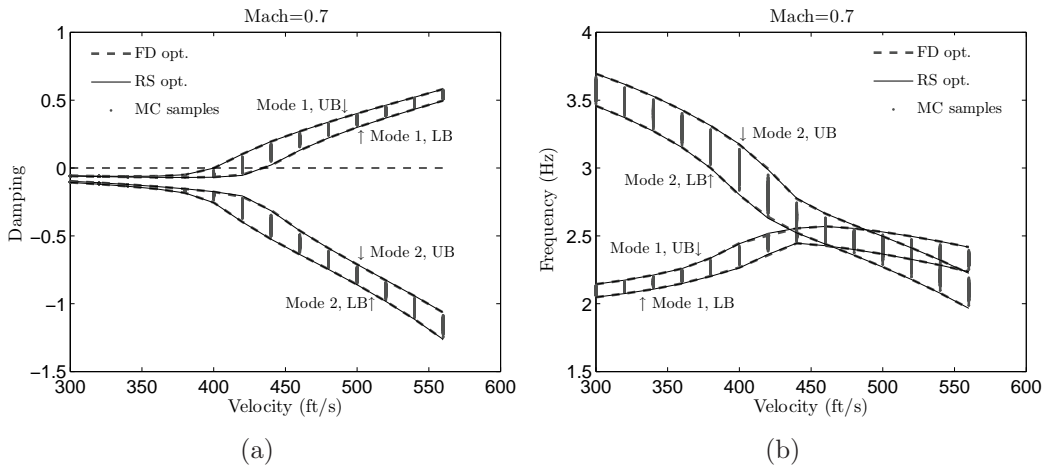 Mach=0.7
1
0.5
0
−0.5
−1
−1.5
Damping
FD opt.
RS opt.
MC samples
Mode 1, UB↓
↑ Mode 1, LB
↓ Mode 2, UB
Mode 2, LB↑
300 350 400 450 500 550 600
Velocity (ft/s)
(a)
Mach=0.7
4
3.5
3
2.5
2
1.5
Frequency (Hz)
FD opt.
RS opt.
MC samples
↓ Mode 2, UB
Mode 2, LB↑
Mode 1, UB↓
↑ Mode 1, LB
300 350 400 450 500 550 600
Velocity (ft/s)
(b)